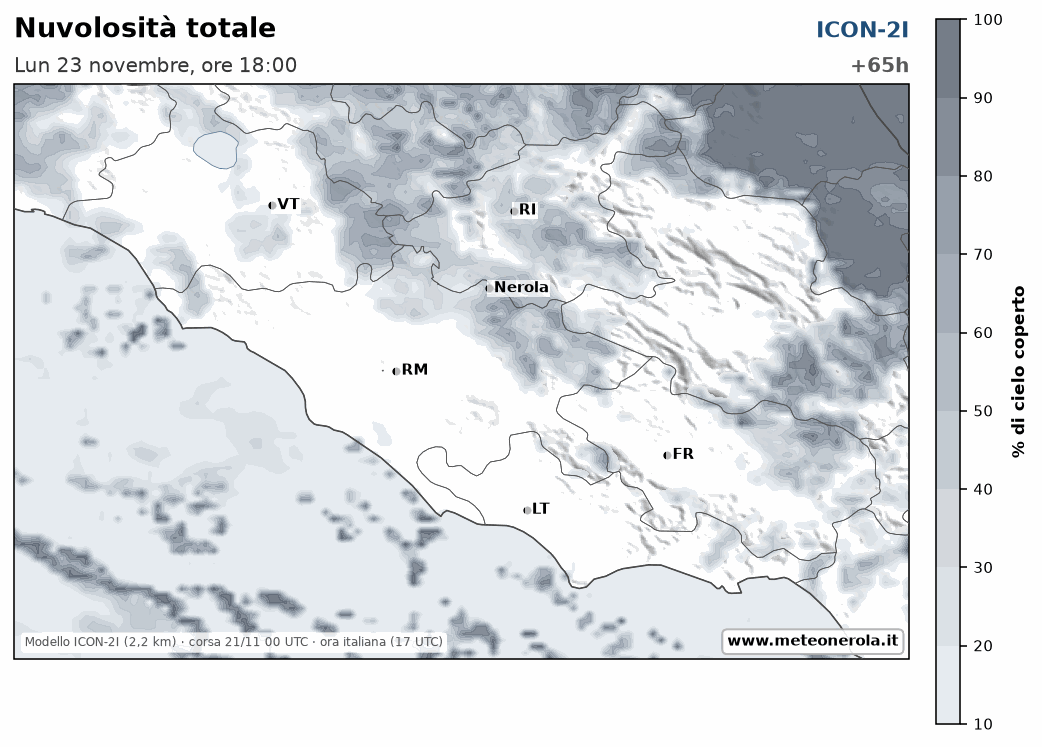 Nuvolosità totale
ICON-2I
Lun 23 novembre, ore 18:00
+65h
VT
RI
Nerola
RM
FR
LT
Modello ICON-2I (2,2 km) · corsa 21/11 00 UTC · ora italiana (17 UTC)
www.meteonerola.it
100
90
80
70
60
50
40
30
20
10
% di cielo coperto